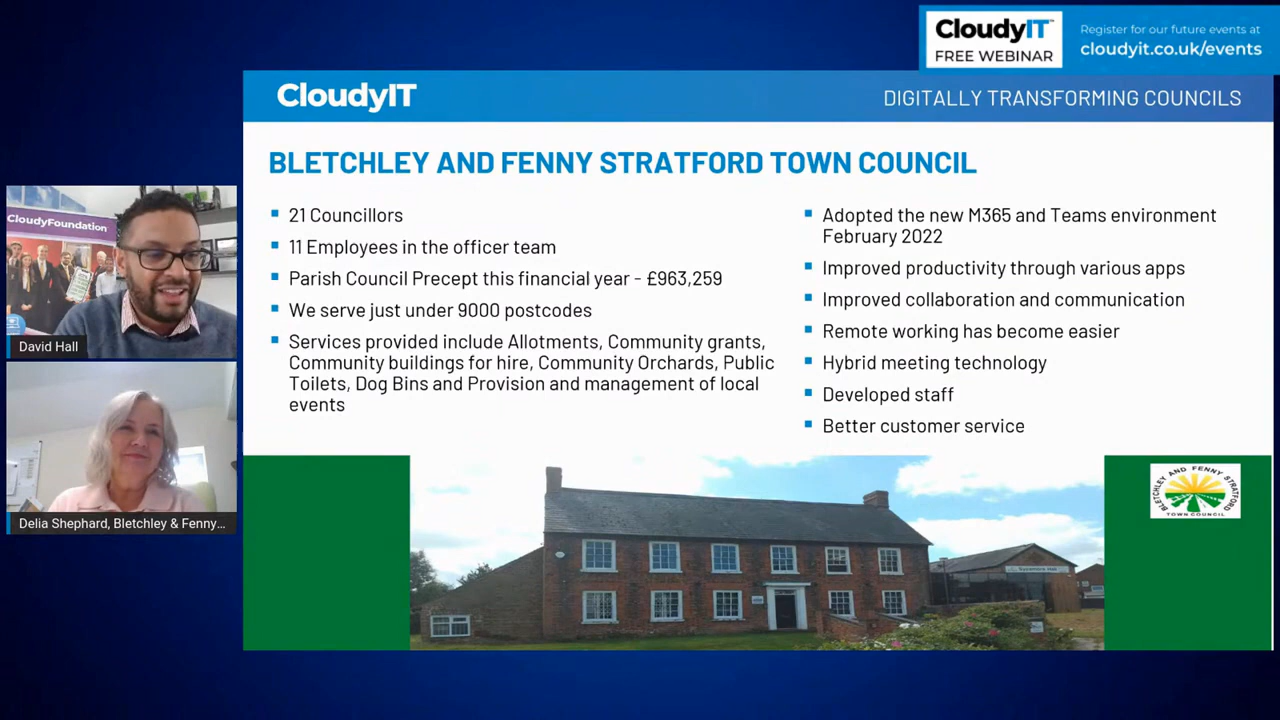 CloudyIT™
FREE WEBINAR
Register for our future events at
cloudyit.co.uk/events
CloudyIT
DIGITALLY TRANSFORMING COUNCILS
BLETCHLEY AND FENNY STRATFORD TOWN COUNCIL
21 Councillors
11 Employees in the officer team
Parish Council Precept this financial year - £963,259
We serve just under 9000 postcodes
Services provided include Allotments, Community grants,
Community buildings for hire, Community Orchards, Public
Toilets, Dog Bins and Provision and management of local
events
Adopted the new M365 and Teams environment
February 2022
Improved productivity through various apps
Improved collaboration and communication
Remote working has become easier
Hybrid meeting technology
Developed staff
Better customer service
CloudyFoundation
David Hall
Delia Shephard, Bletchley & Fenny...
BLETCHLEY AND FENNY STRATFORD
TOWN COUNCIL
Sycamore Hall